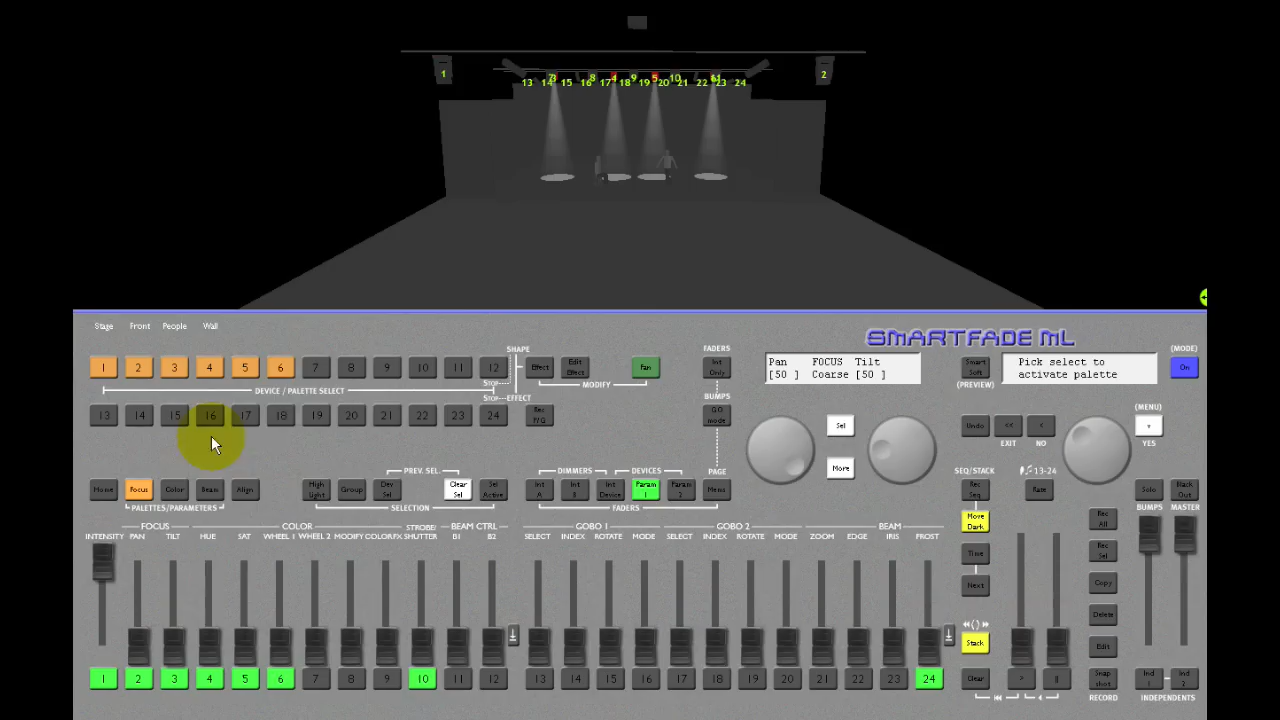 1 2
13 14 3 15 16 8 17 4 18 9 19 5 20 10 21 22 23 24
Stage Front People Wall
SMARTFADE ML
SHAPE FADERS (MODE)
1 2 3 4 5 6 7 8 9 10 11 12 Effect Edit Effect Fan Int Only
Pan FOCUS Tilt
[50 ] Coarse [50 ]
Smart Soft
Pick select to
activate palette
On
DEVICE / PALETTE SELECT STOP MODIFY (PREVIEW)
STOP---EFFECT BUMPS
13 14 15 16 17 18 19 20 21 22 23 24 Rec F/G GO mode
(MENU)
Sel Undo << < YES
EXIT NO
PREV. SEL. DIMMERS DEVICES PAGE More SEQ/STACK 13-24
Home Focus Color Beam Align High Light Group Dev Sel Clear Sel Sel Active Int A Int B Int Device Param 1 Param 2 Menu Rec Seq Rate Solo Black Out
PALETTES/PARAMETERS SELECTION FADERS BUMPS MASTER
FOCUS COLOR STROBE/ BEAM CTRL GOBO 1 GOBO 2 BEAM Move Dark Rec All
INTENSITY PAN TILT HUE SAT WHEEL 1 WHEEL 2 MODIFY COLORFX SHUTTER B1 B2 SELECT INDEX ROTATE MODE SELECT INDEX ROTATE MODE ZOOM EDGE IRIS FROST
Time Rec Sel
Next Copy
Delete
Stack Edit
1 2 3 4 5 6 7 8 9 10 11 12 13 14 15 16 17 18 19 20 21 22 23 24 Clear > || Snap shot Ind 1 Ind 2
RECORD INDEPENDENTS